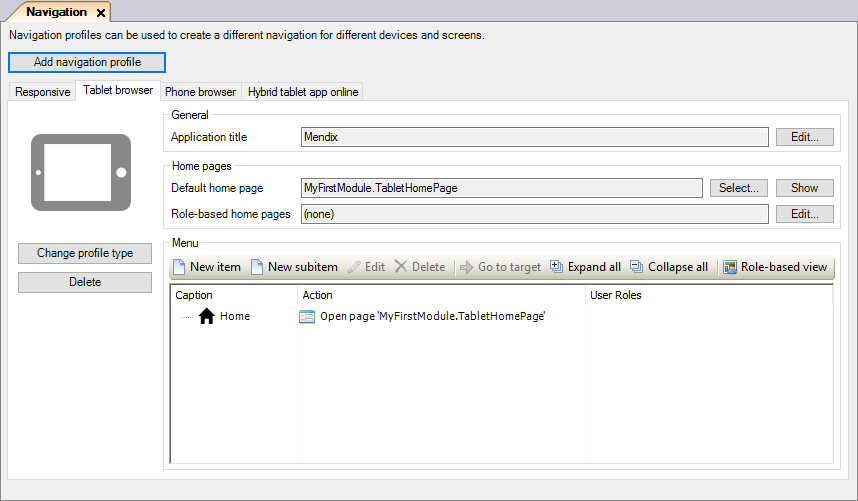 Navigation
Navigation profiles can be used to create a different navigation for different devices and screens.
Add navigation profile
Responsive Tablet browser Phone browser Hybrid tablet app online
General
Application title Mendix Edit...
Home pages
Default home page MyFirstModule.TabletHomePage Select... Show
Role-based home pages (none) Edit...
Change profile type
Delete
Menu
New item New subitem Edit Delete Go to target Expand all Collapse all Role-based view
Caption Action User Roles
Home Open page 'MyFirstModule.TabletHomePage'